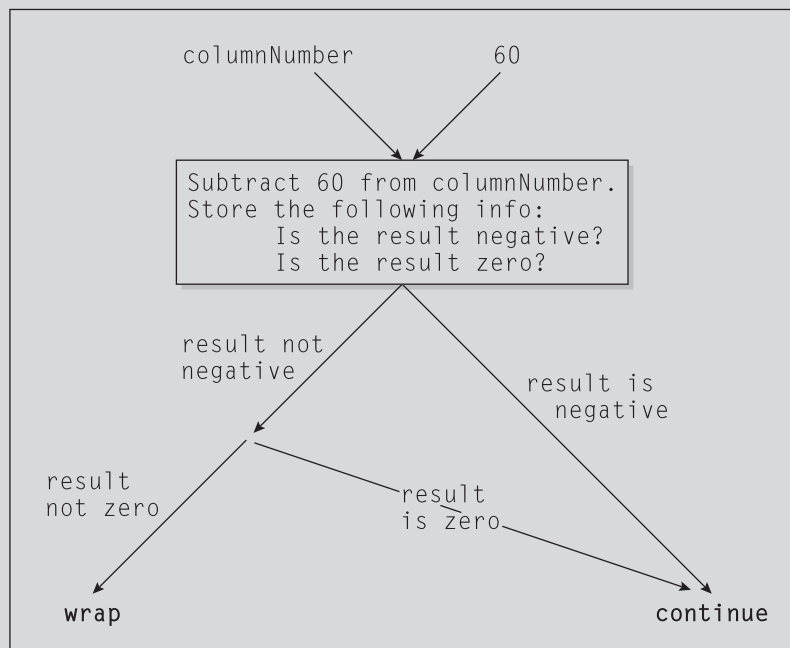 columnNumber
60
Subtract 60 from columnNumber.
Store the following info:
Is the result negative?
Is the result zero?
result not
negative
result is
negative
result
not zero
result
is zero
wrap
continue